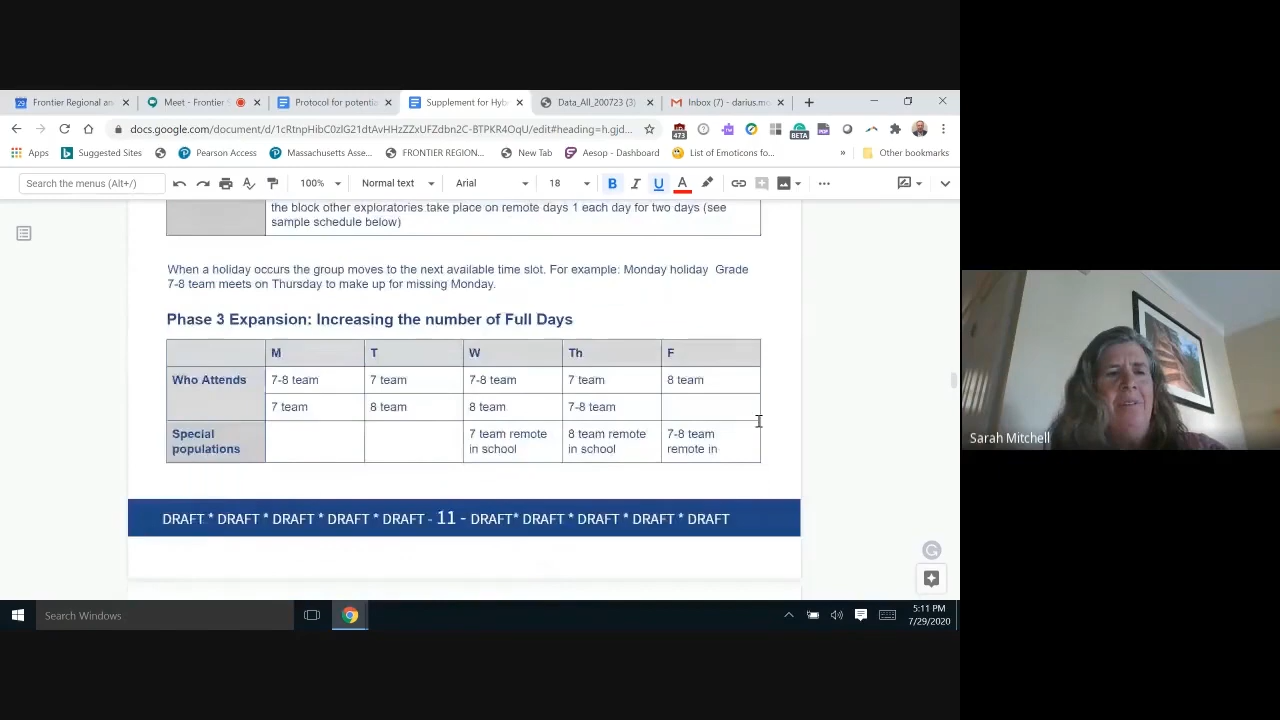 Frontier Regional an
Meet - Frontier
Protocol for potentia
Supplement for Hyb
Data_All_200723 (3)
Inbox (7) - darius.mo
docs.google.com/document/d/1cRtnpHibC0zlG21dtAvHHzZZxUFZdbn2C-BTPKR4OqU/edit#heading=h.gjd...
473
BETA
PDF
Apps
Suggested Sites
Pearson Access
Massachusetts Asse...
FRONTIER REGION...
New Tab
Aesop - Dashboard
List of Emoticons fo...
»
Other bookmarks
Search the menus (Alt+/)
100%
Normal text
Arial
18
B I U A
the block other exploratories take place on remote days 1 each day for two days (see
sample schedule below)
When a holiday occurs the group moves to the next available time slot. For example: Monday holiday Grade
7-8 team meets on Thursday to make up for missing Monday.
Phase 3 Expansion: Increasing the number of Full Days
M T W Th F
Who Attends 7-8 team 7 team 7-8 team 7 team 8 team
7 team 8 team 8 team 7-8 team
Special populations
7 team remote in school
8 team remote in school
7-8 team remote in
DRAFT * DRAFT * DRAFT * DRAFT * DRAFT - 11 - DRAFT* DRAFT * DRAFT * DRAFT * DRAFT
Sarah Mitchell
Search Windows
5:11 PM
7/29/2020